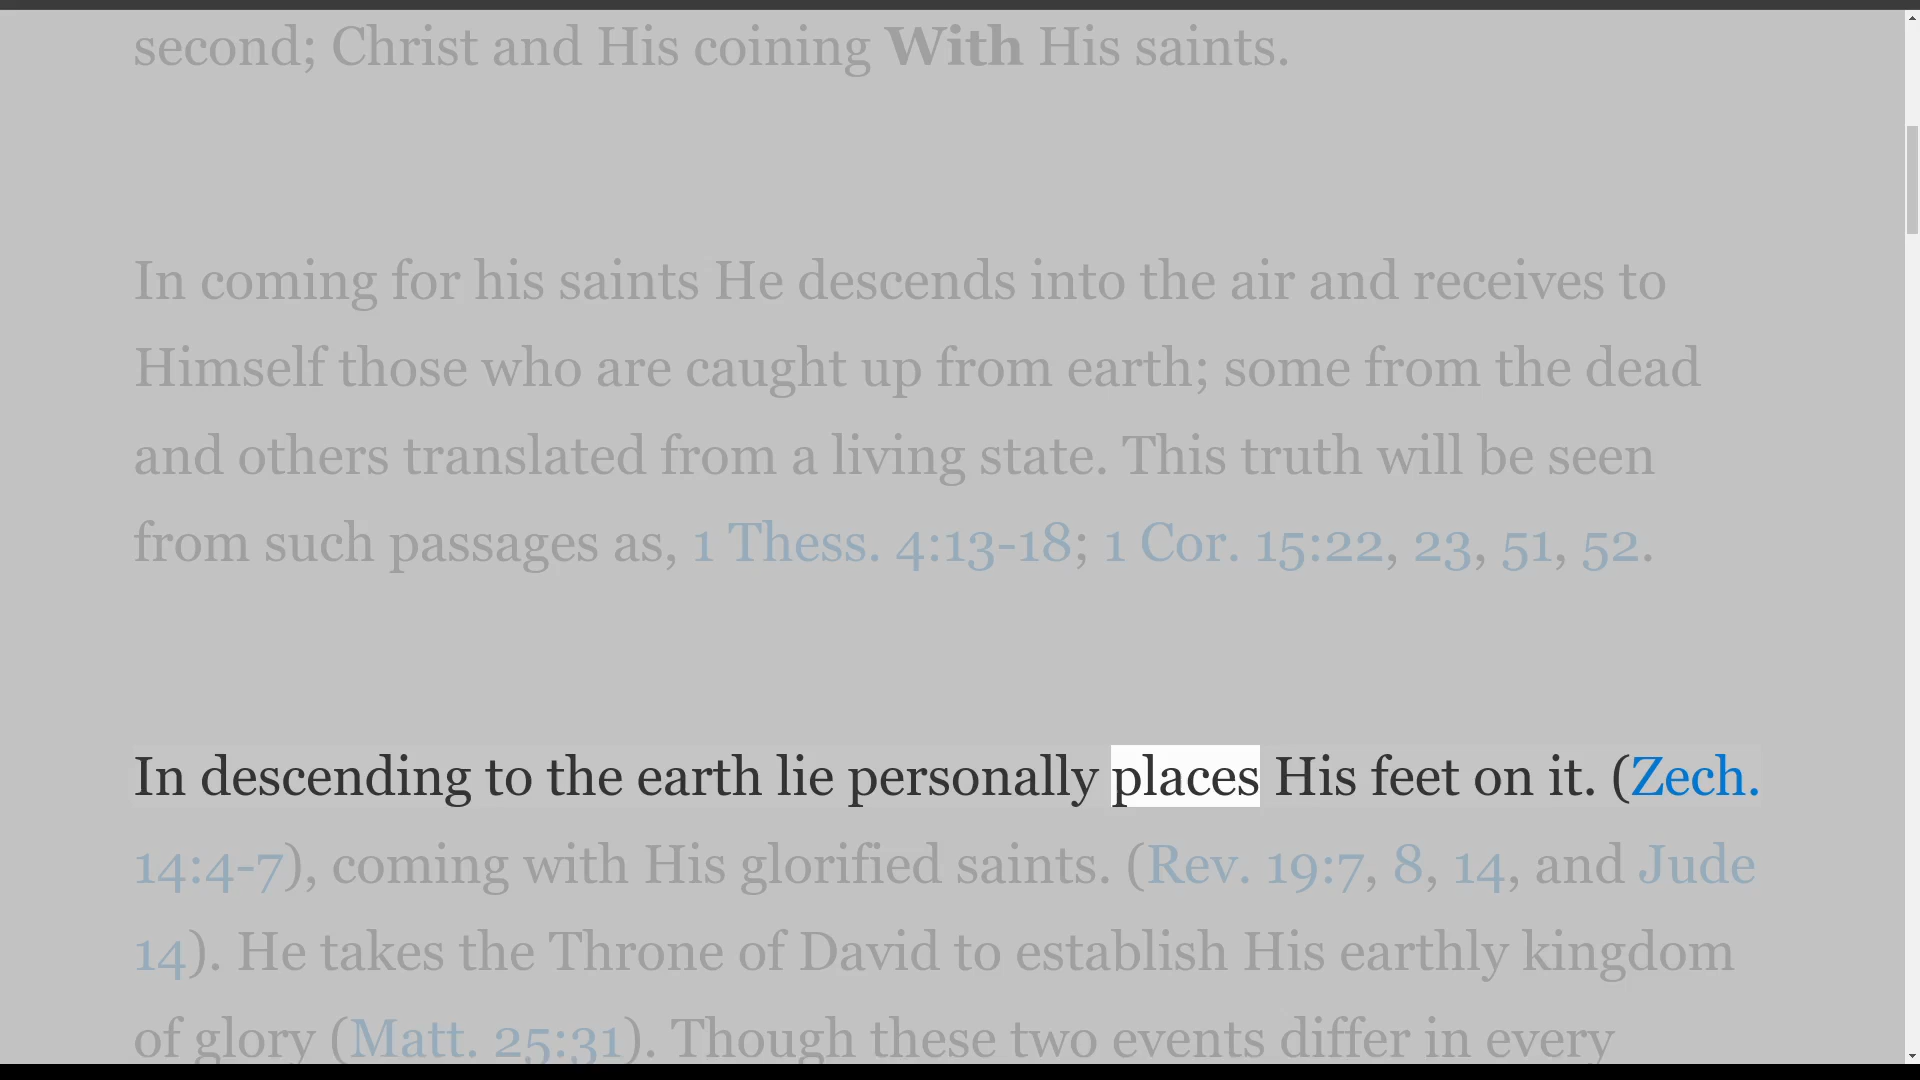 second; Christ and His coining With His saints.
In coming for his saints He descends into the air and receives to
Himself those who are caught up from earth; some from the dead
and others translated from a living state. This truth will be seen
from such passages as, 1 Thess. 4:13-18; 1 Cor. 15:22, 23, 51, 52.
In descending to the earth lie personally places His feet on it. (Zech.
14:4-7), coming with His glorified saints. (Rev. 19:7, 8, 14, and Jude
14). He takes the Throne of David to establish His earthly kingdom
of glory (Matt. 25:31). Though these two events differ in every